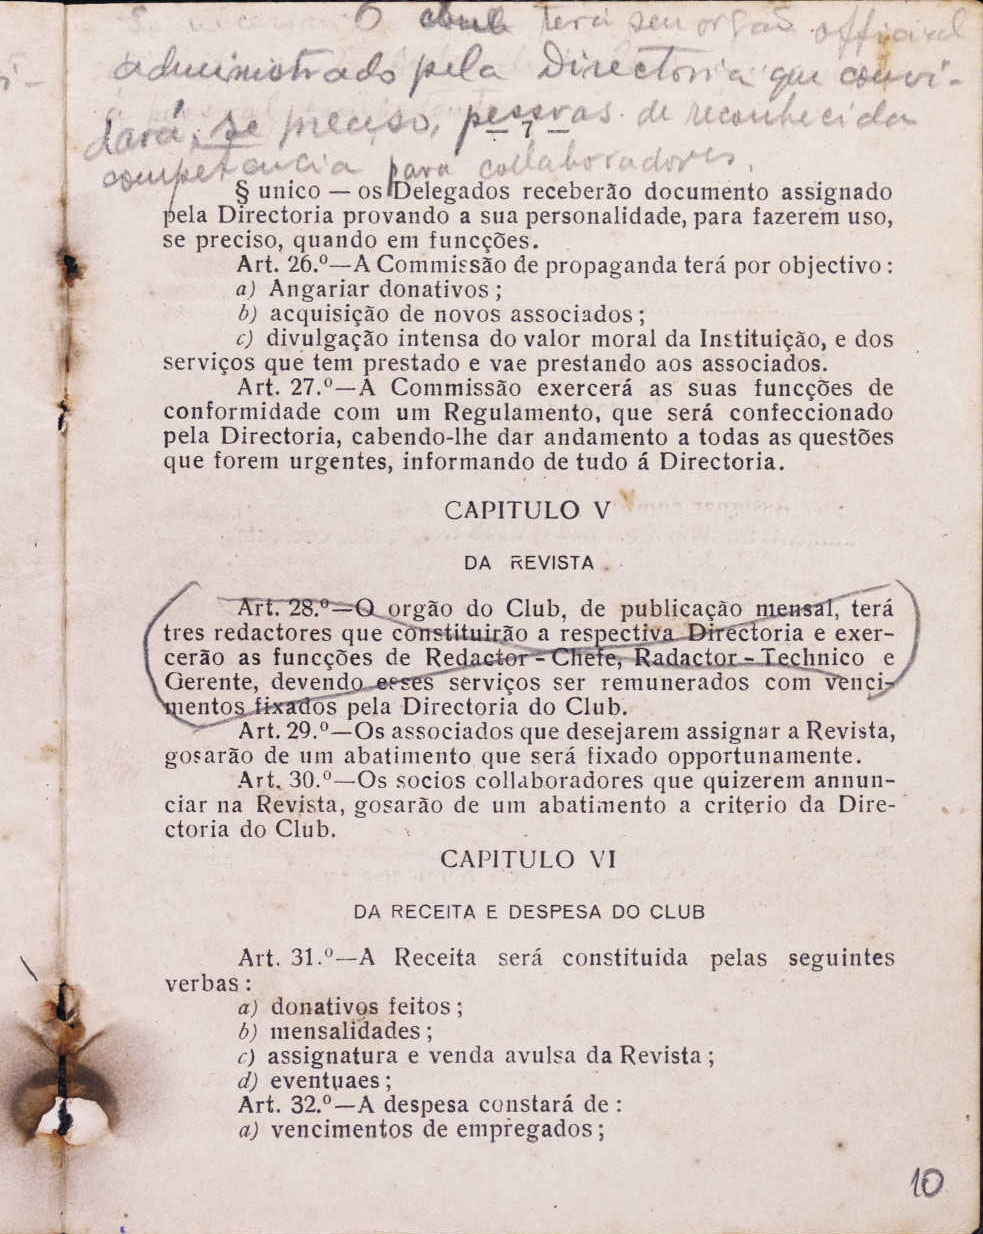 O club terá seu orgão official
administrado pela Directoria que convi-
dará, se preciso, pessoas de reconhecida
competencia para collaboradores.
— 7 —
§ unico — os Delegados receberão documento assignado
pela Directoria provando a sua personalidade, para fazerem uso,
se preciso, quando em funcções.
Art. 26.º—A Commissão de propaganda terá por objectivo :
a) Angariar donativos ;
b) acquisição de novos associados ;
c) divulgação intensa do valor moral da Instituição, e dos
serviços que tem prestado e vae prestando aos associados.
Art. 27.º—A Commissão exercerá as suas funcções de
conformidade com um Regulamento, que será confeccionado
pela Directoria, cabendo-lhe dar andamento a todas as questões
que forem urgentes, informando de tudo á Directoria.
CAPITULO V
DA REVISTA
Art. 28.º—O orgão do Club, de publicação mensal, terá
tres redactores que constituirão a respectiva Directoria e exer-
cerão as funcções de Redactor-Chefe, Radactor-Technico e
Gerente, devendo esses serviços ser remunerados com venci-
mentos fixados pela Directoria do Club.
Art. 29.º—Os associados que desejarem assignar a Revista,
gosarão de um abatimento que será fixado opportunamente.
Art. 30.º—Os socios collaboradores que quizerem annun-
ciar na Revista, gosarão de um abatimento a criterio da Dire-
ctoria do Club.
CAPITULO VI
DA RECEITA E DESPESA DO CLUB
Art. 31.º—A Receita será constituida pelas seguintes
verbas :
a) donativos feitos ;
b) mensalidades ;
c) assignatura e venda avulsa da Revista ;
d) eventuaes ;
Art. 32.º—A despesa constará de :
a) vencimentos de empregados ;
10